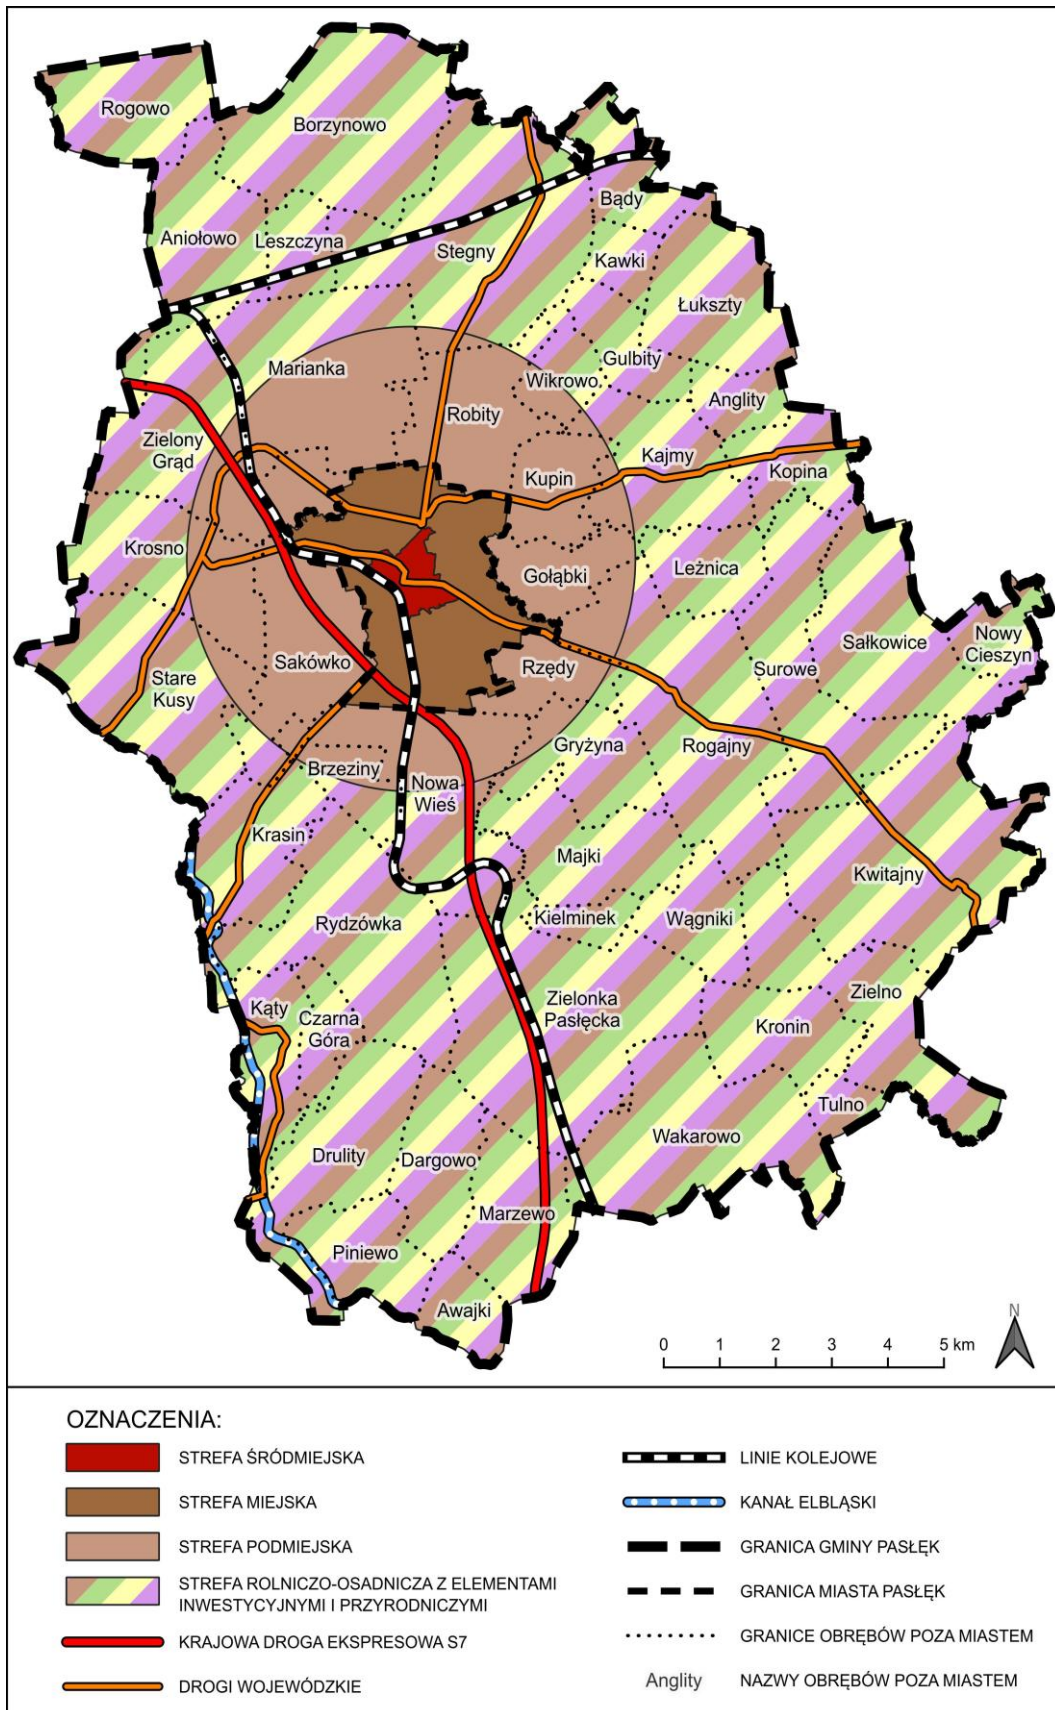 Rogowo
Borzynowo
Bądy
Aniołowo
Leszczyna
Stegny
Kawki
Łukszty
Marianka
Wikrowo
Gulbity
Anglity
Robity
Zielony
Grąd
Kajmy
Kupin
Kopina
Krosno
Gołąbki
Leżnica
Sałkowice
Nowy
Cieszyn
Sakówko
Rzędy
Surowe
Stare
Kusy
Gryżyna
Rogajny
Brzeziny
Nowa
Wieś
Krasin
Majki
Kwitajny
Rydzówka
Kielminek
Wągniki
Zielno
Kąty
Czarna
Góra
Zielonka
Pasłęcka
Kronin
Tulno
Wakarowo
Drulity
Dargowo
Marzewo
Piniewo
Awajki
N
0 1 2 3 4 5 km
OZNACZENIA:
STREFA ŚRÓDMIEJSKA
STREFA MIEJSKA
STREFA PODMIEJSKA
STREFA ROLNICZO-OSADNICZA Z ELEMENTAMI
INWESTYCYJNYMI I PRZYRODNICZYMI
KRAJOWA DROGA EKSPRESOWA S7
DROGI WOJEWÓDZKIE
LINIE KOLEJOWE
KANAŁ ELBLĄSKI
GRANICA GMINY PASŁĘK
GRANICA MIASTA PASŁĘK
GRANICE OBRĘBÓW POZA MIASTEM
Anglity NAZWY OBRĘBÓW POZA MIASTEM